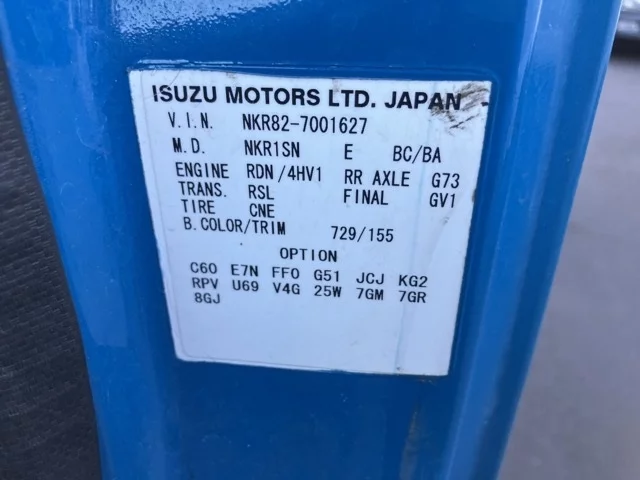 ISUZU MOTORS LTD. JAPAN
V.I.N. NKR82-7001627
M.D. NKR1SN E BC/BA
ENGINE RDN/4HV1 RR AXLE G73
TRANS. RSL FINAL GV1
TIRE CNE
B.COLOR/TRIM 729/155
OPTION
C60 E7N FF0 G51 JCJ KG2
RPV U69 V4G 25W 7GM 7GR
8GJ